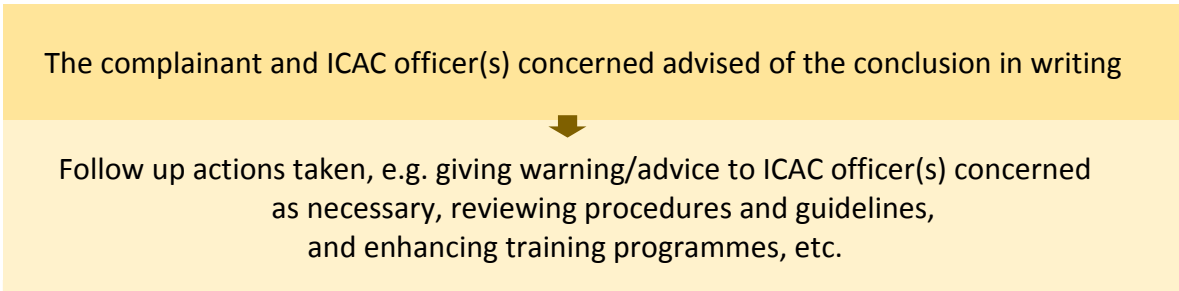 The complainant and ICAC officer(s) concerned advised of the conclusion in writing
Follow up actions taken, e.g. giving warning/advice to ICAC officer(s) concerned
as necessary, reviewing procedures and guidelines,
and enhancing training programmes, etc.